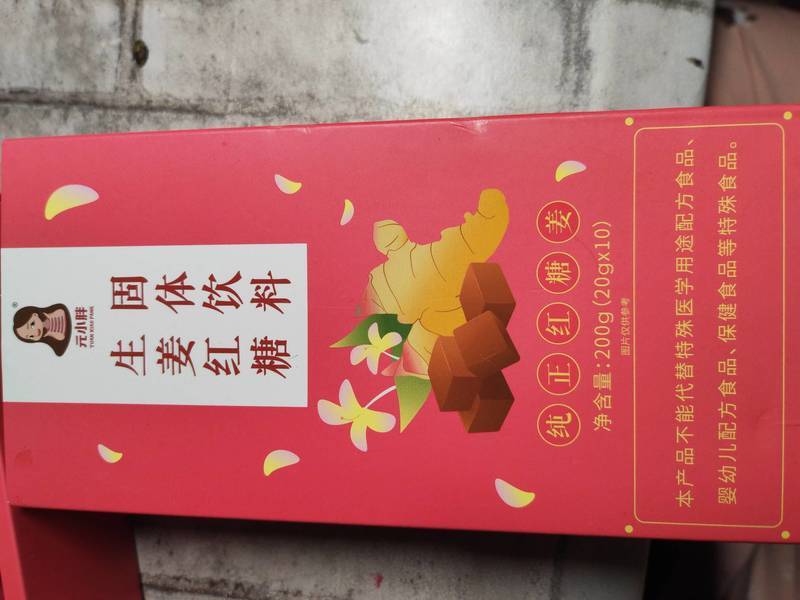 ®
元小胖
YUAN XIAO PANG
生姜红糖
固体饮料
纯正红糖姜
净含量:200g(20gx10)
图片仅供参考
本产品不能代替特殊医学用途配方食品、
婴幼儿配方食品、保健食品等特殊食品。